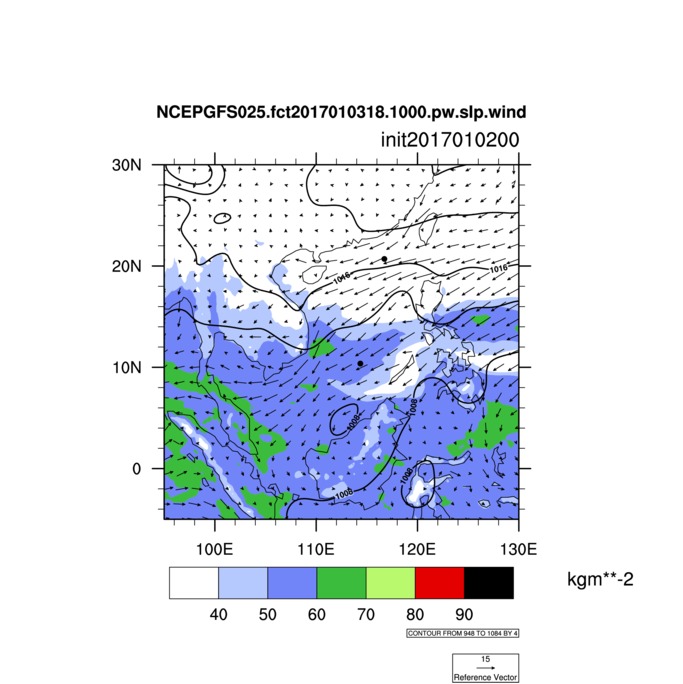 NCEPGFS025.fct2017010318.1000.pw.slp.wind
init2017010200
30N
20N
10N
0
1016
1016
1008
1008
1008
1008
100E 110E 120E 130E
kgm**-2
40 50 60 70 80 90
CONTOUR FROM 948 TO 1084 BY 4
15
Reference Vector